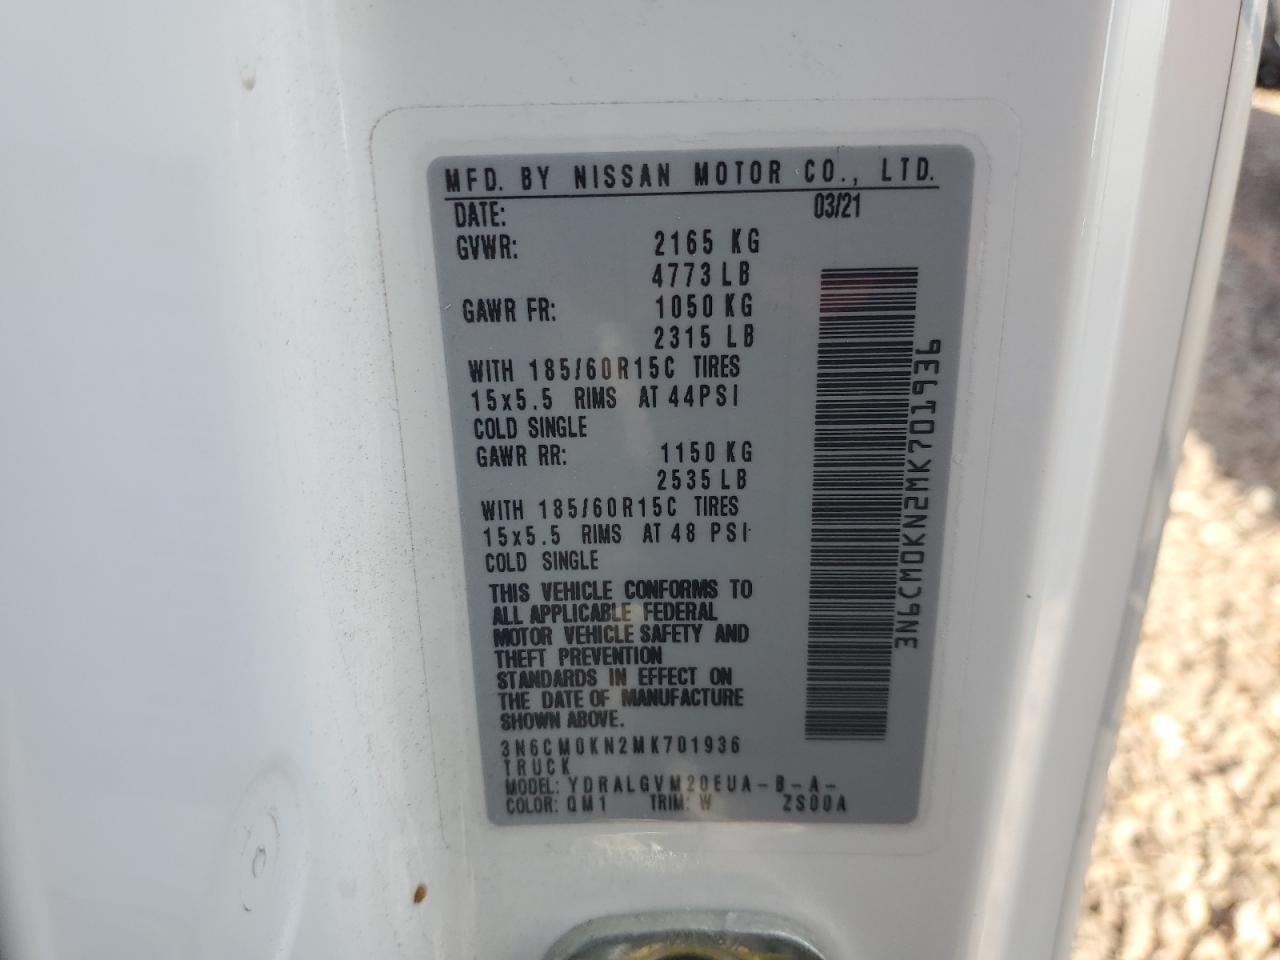 MFD. BY NISSAN MOTOR CO., LTD.
DATE: 03/21
GVWR: 2165 KG
4773 LB
GAWR FR: 1050 KG
2315 LB
WITH 185/60R15C TIRES
15x5.5 RIMS AT 44PSI
COLD SINGLE
GAWR RR: 1150 KG
2535 LB
WITH 185/60R15C TIRES
15x5.5 RIMS AT 48 PSI
COLD SINGLE
THIS VEHICLE CONFORMS TO
ALL APPLICABLE FEDERAL
MOTOR VEHICLE SAFETY AND
THEFT PREVENTION
STANDARDS IN EFFECT ON
THE DATE OF MANUFACTURE
SHOWN ABOVE.
3N6CM0KN2MK701936
TRUCK
MODEL: YDRALGVM20EUA-B-A-
COLOR: QM1 TRIM: W ZS00A
3N6CM0KN2MK701936